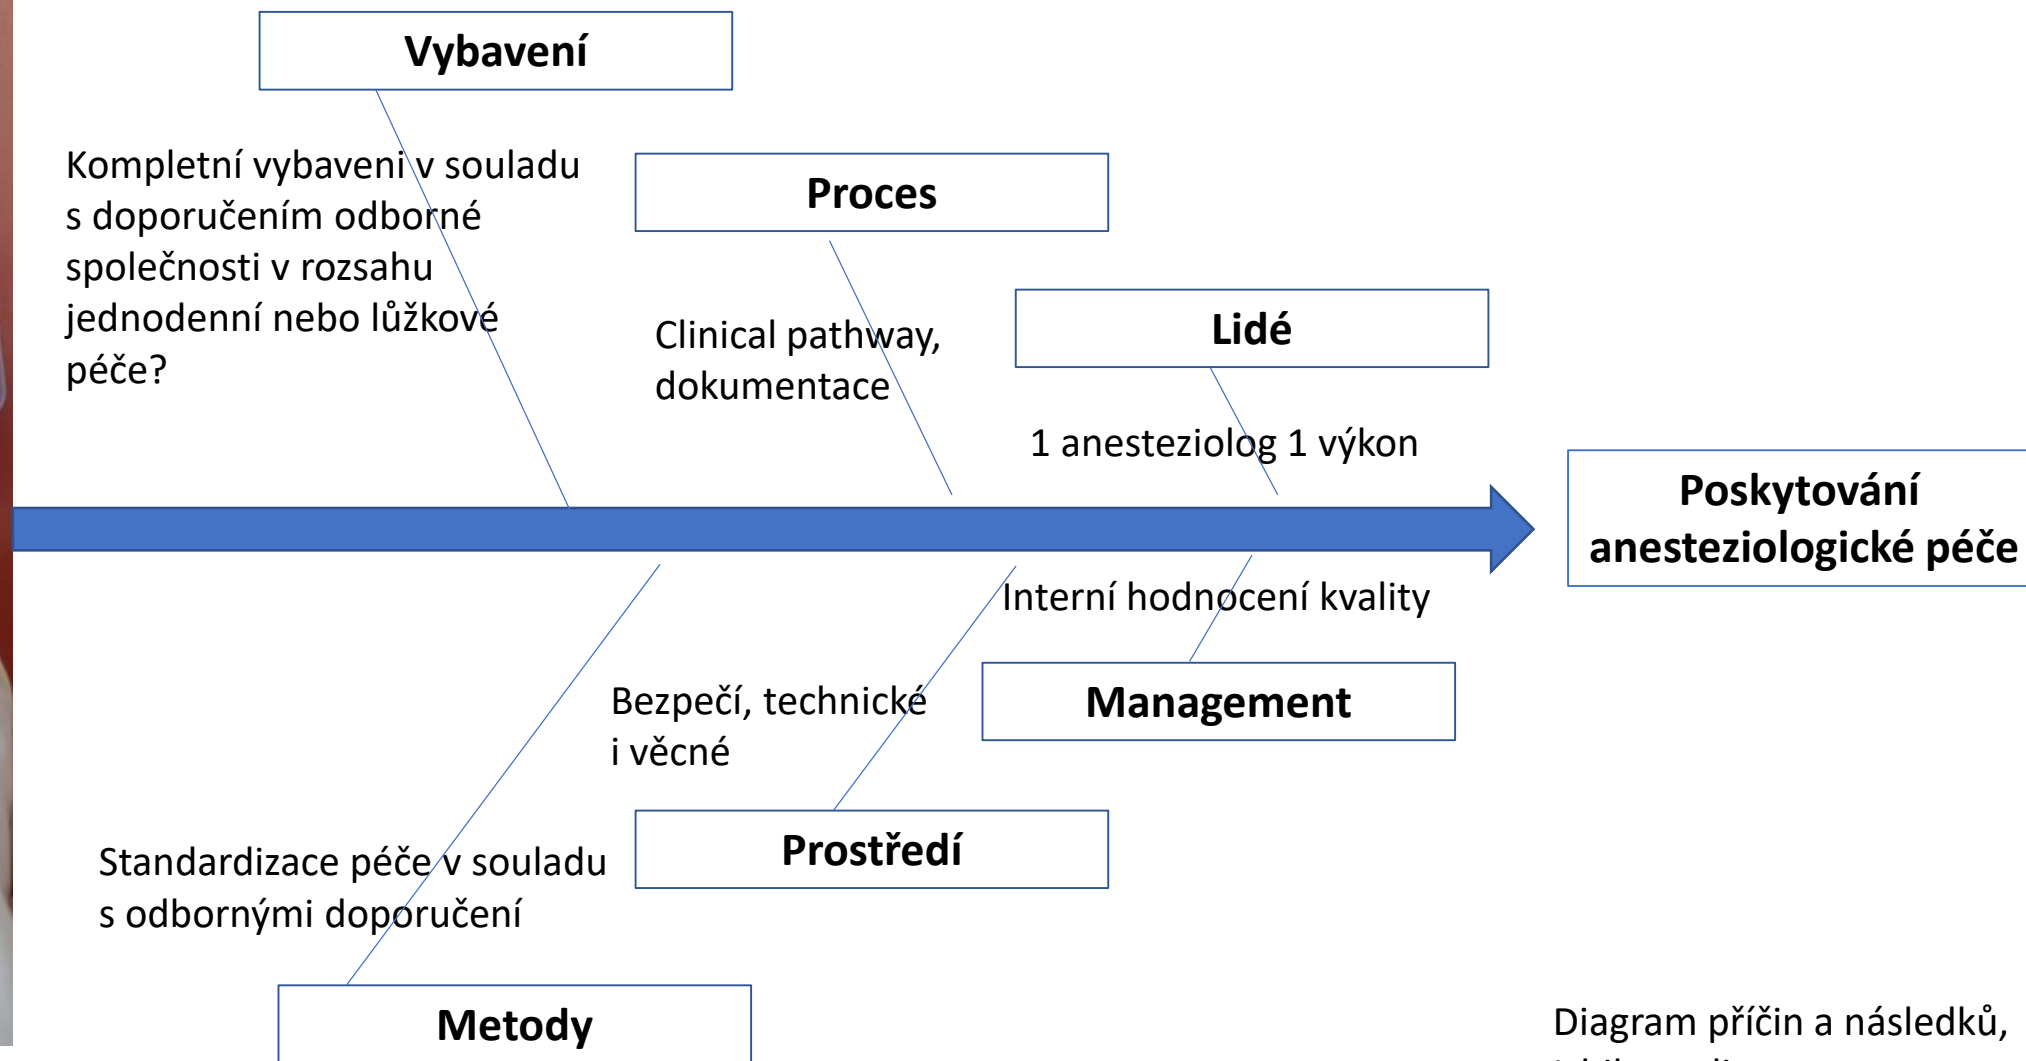 Vybavení
Kompletní vybaveni v souladu
s doporučením odborné
společnosti v rozsahu
jednodenní nebo lůžkové
péče?
Proces
Clinical pathway,
dokumentace
Lidé
1 anesteziolog 1 výkon
Poskytování
anesteziologické péče
Interní hodnocení kvality
Management
Bezpečí, technické
i věcné
Prostředí
Standardizace péče v souladu
s odbornými doporučení
Metody
Diagram příčin a následků,